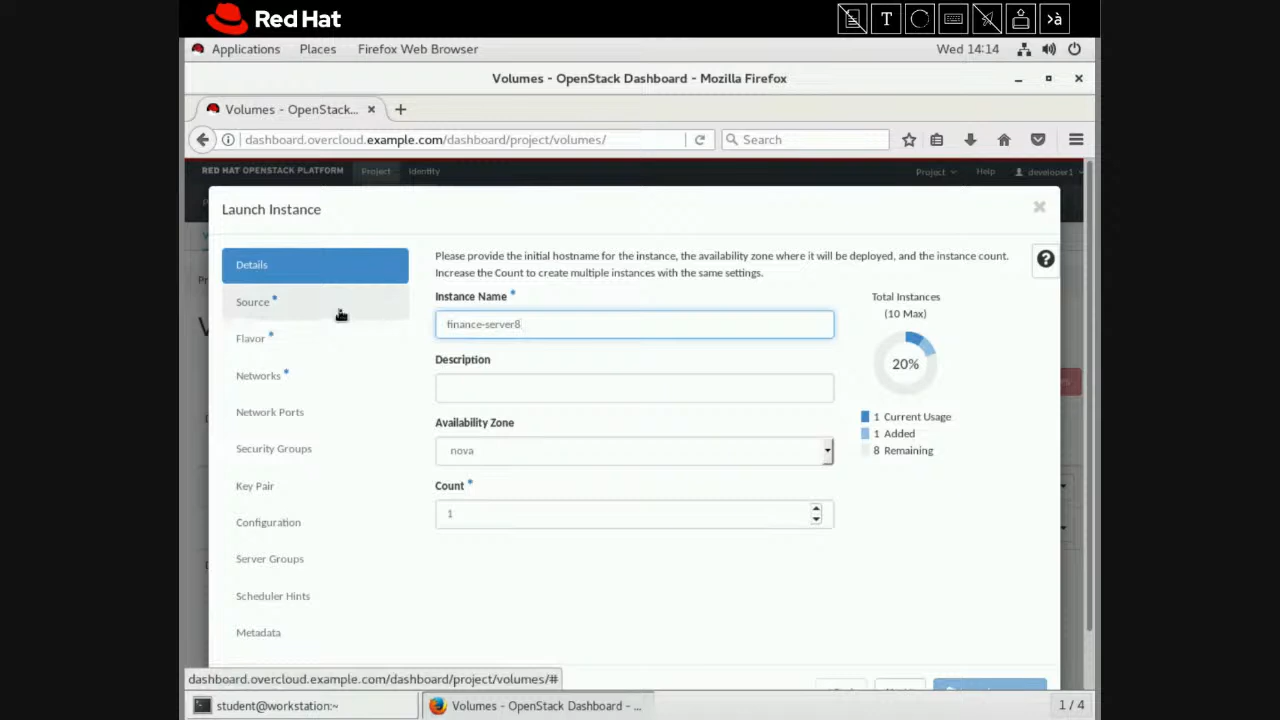 Red Hat
T
›à
Applications Places Firefox Web Browser Wed 14:14
Volumes - OpenStack Dashboard - Mozilla Firefox
Volumes - OpenStack...
dashboard.overcloud.example.com/dashboard/project/volumes/ Search
RED HAT OPENSTACK PLATFORM Project Identity Project Help developer1
Launch Instance
Details
Source *
Flavor *
Networks *
Network Ports
Security Groups
Key Pair
Configuration
Server Groups
Scheduler Hints
Metadata
Please provide the initial hostname for the instance, the availability zone where it will be deployed, and the instance count.
Increase the Count to create multiple instances with the same settings.
Instance Name *
finance-server8
Description
Availability Zone
nova
Count *
1
Total Instances
(10 Max)
20%
1 Current Usage
1 Added
8 Remaining
dashboard.overcloud.example.com/dashboard/project/volumes/#
student@workstation:~ Volumes - OpenStack Dashboard - ... 1 / 4